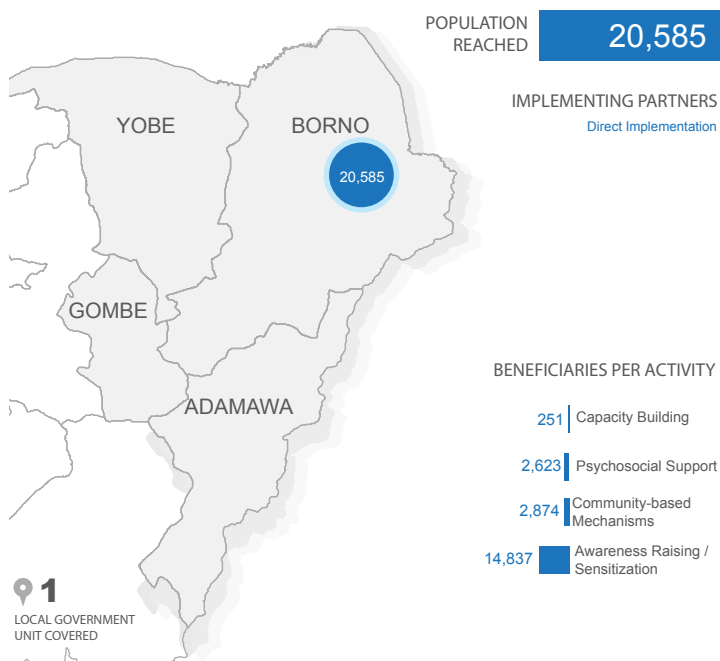 POPULATION
REACHED
20,585
IMPLEMENTING PARTNERS
Direct Implementation
YOBE
BORNO
20,585
GOMBE
ADAMAWA
BENEFICIARIES PER ACTIVITY
251 Capacity Building
2,623 Psychosocial Support
2,874 Community-based
Mechanisms
14,837 Awareness Raising /
Sensitization
1
LOCAL GOVERNMENT
UNIT COVERED